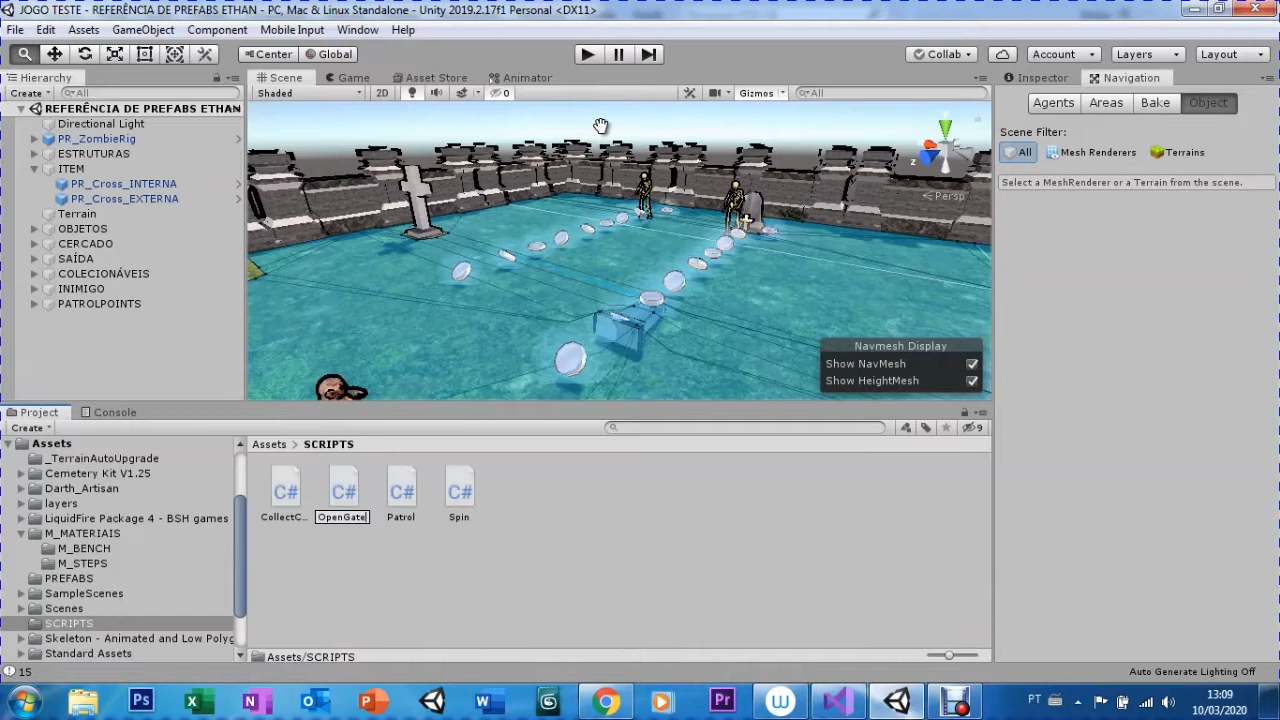 JOGO TESTE - REFERÊNCIA DE PREFABS ETHAN - PC, Mac & Linux Standalone - Unity 2019.2.17f1 Personal <DX11>
File Edit Assets GameObject Component Mobile Input Window Help
Center Global Collab Account Layers Layout
Hierarchy Scene Game Asset Store Animator Inspector Navigation
Create All Shaded 2D 0 Gizmos All
Agents Areas Bake Object
REFERÊNCIA DE PREFABS ETHAN
Directional Light
PR_ZombieRig
ESTRUTURAS
ITEM
PR_Cross_INTERNA
PR_Cross_EXTERNA
Terrain
OBJETOS
CERCADO
SAÍDA
COLECIONÁVEIS
INIMIGO
PATROLPOINTS
z
Persp
Navmesh Display
Show NavMesh
Show HeightMesh
Scene Filter:
All Mesh Renderers Terrains
Select a MeshRenderer or a Terrain from the scene.
Project Console
Create 9
Assets
_TerrainAutoUpgrade
Cemetery Kit V1.25
Darth_Artisan
layers
LiquidFire Package 4 - BSH games
M_MATERIAIS
M_BENCH
M_STEPS
PREFABS
SampleScenes
Scenes
SCRIPTS
Skeleton - Animated and Low Polyg
Standard Assets
Assets > SCRIPTS
C# C# C# C#
CollectC... OpenGate Patrol Spin
Assets/SCRIPTS
15 Auto Generate Lighting Off
Ps X N O P W G W Pr PT
13:09
10/03/2020